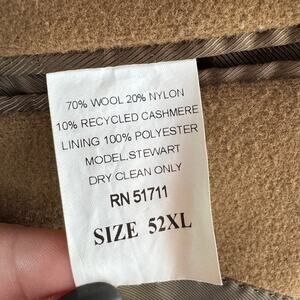 70% WOOL 20% NYLON
10% RECYCLED CASHMERE
LINING 100% POLYESTER
MODEL.STEWART
DRY CLEAN ONLY
RN 51711
SIZE 52XL